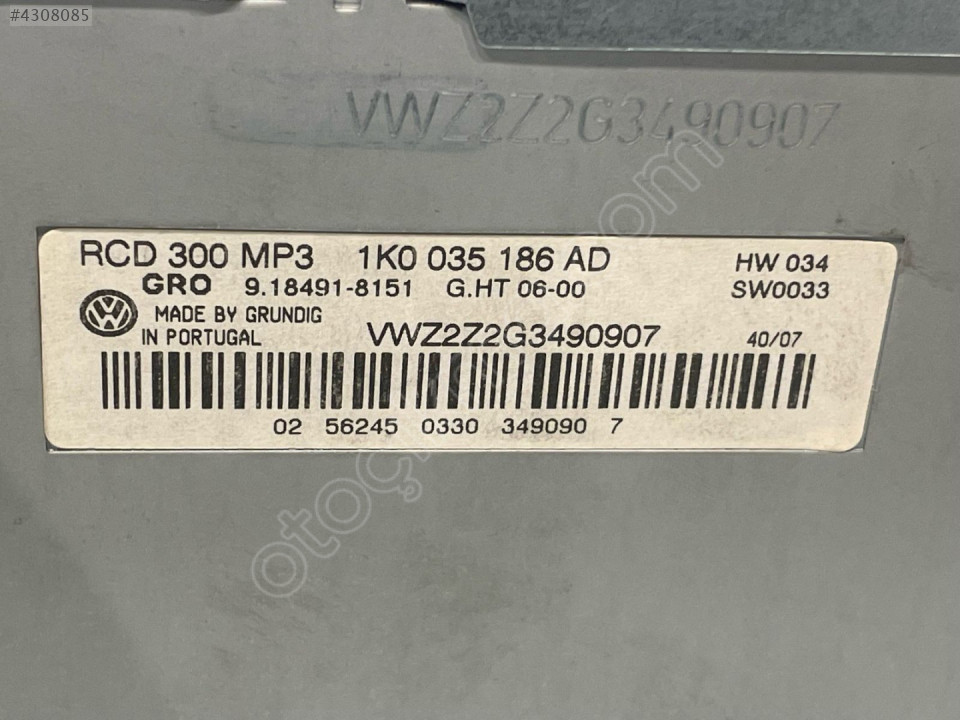 #4308085
VWZ2Z2G3490907
RCD 300 MP3 1K0 035 186 AD HW 034
GRO 9.18491-8151 G.HT 06-00 SW0033
MADE BY GRUNDIG
IN PORTUGAL VWZ2Z2G3490907 40/07
02 56245 0330 349090 7